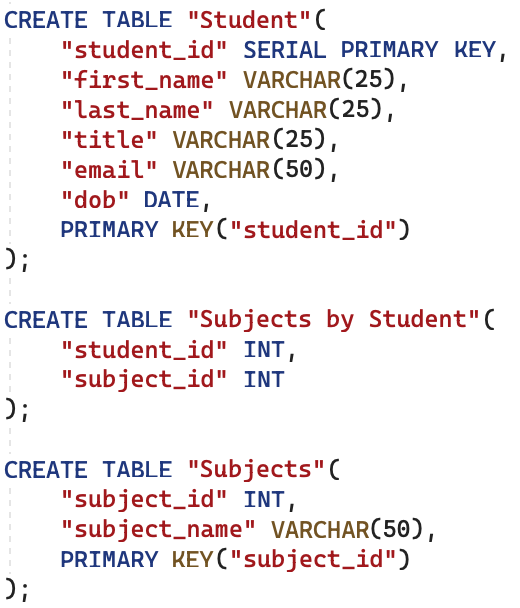 CREATE TABLE "Student"(
"student_id" SERIAL PRIMARY KEY,
"first_name" VARCHAR(25),
"last_name" VARCHAR(25),
"title" VARCHAR(25),
"email" VARCHAR(50),
"dob" DATE,
PRIMARY KEY("student_id")
);
CREATE TABLE "Subjects by Student"(
"student_id" INT,
"subject_id" INT
);
CREATE TABLE "Subjects"(
"subject_id" INT,
"subject_name" VARCHAR(50),
PRIMARY KEY("subject_id")
);